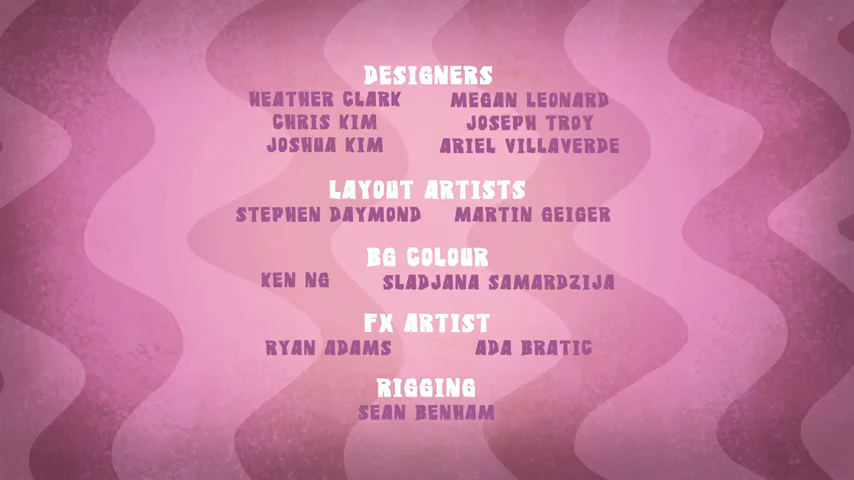 DESIGNERS
HEATHER CLARK MEGAN LEONARD
CHRIS KIM JOSEPH TROY
JOSHUA KIM ARIEL VILLAVERDE
LAYOUT ARTISTS
STEPHEN DAYMOND MARTIN GEIGER
BG COLOUR
KEN NG SLADJANA SAMARDZIJA
FX ARTIST
RYAN ADAMS ADA BRATIC
RIGGING
SEAN BENHAM